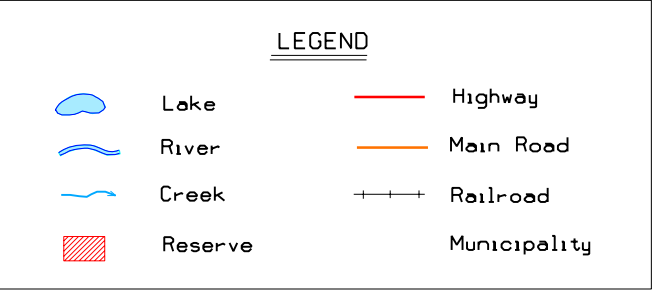 LEGEND
Lake
River
Creek
Reserve
Highway
Main Road
Railroad
Municipality